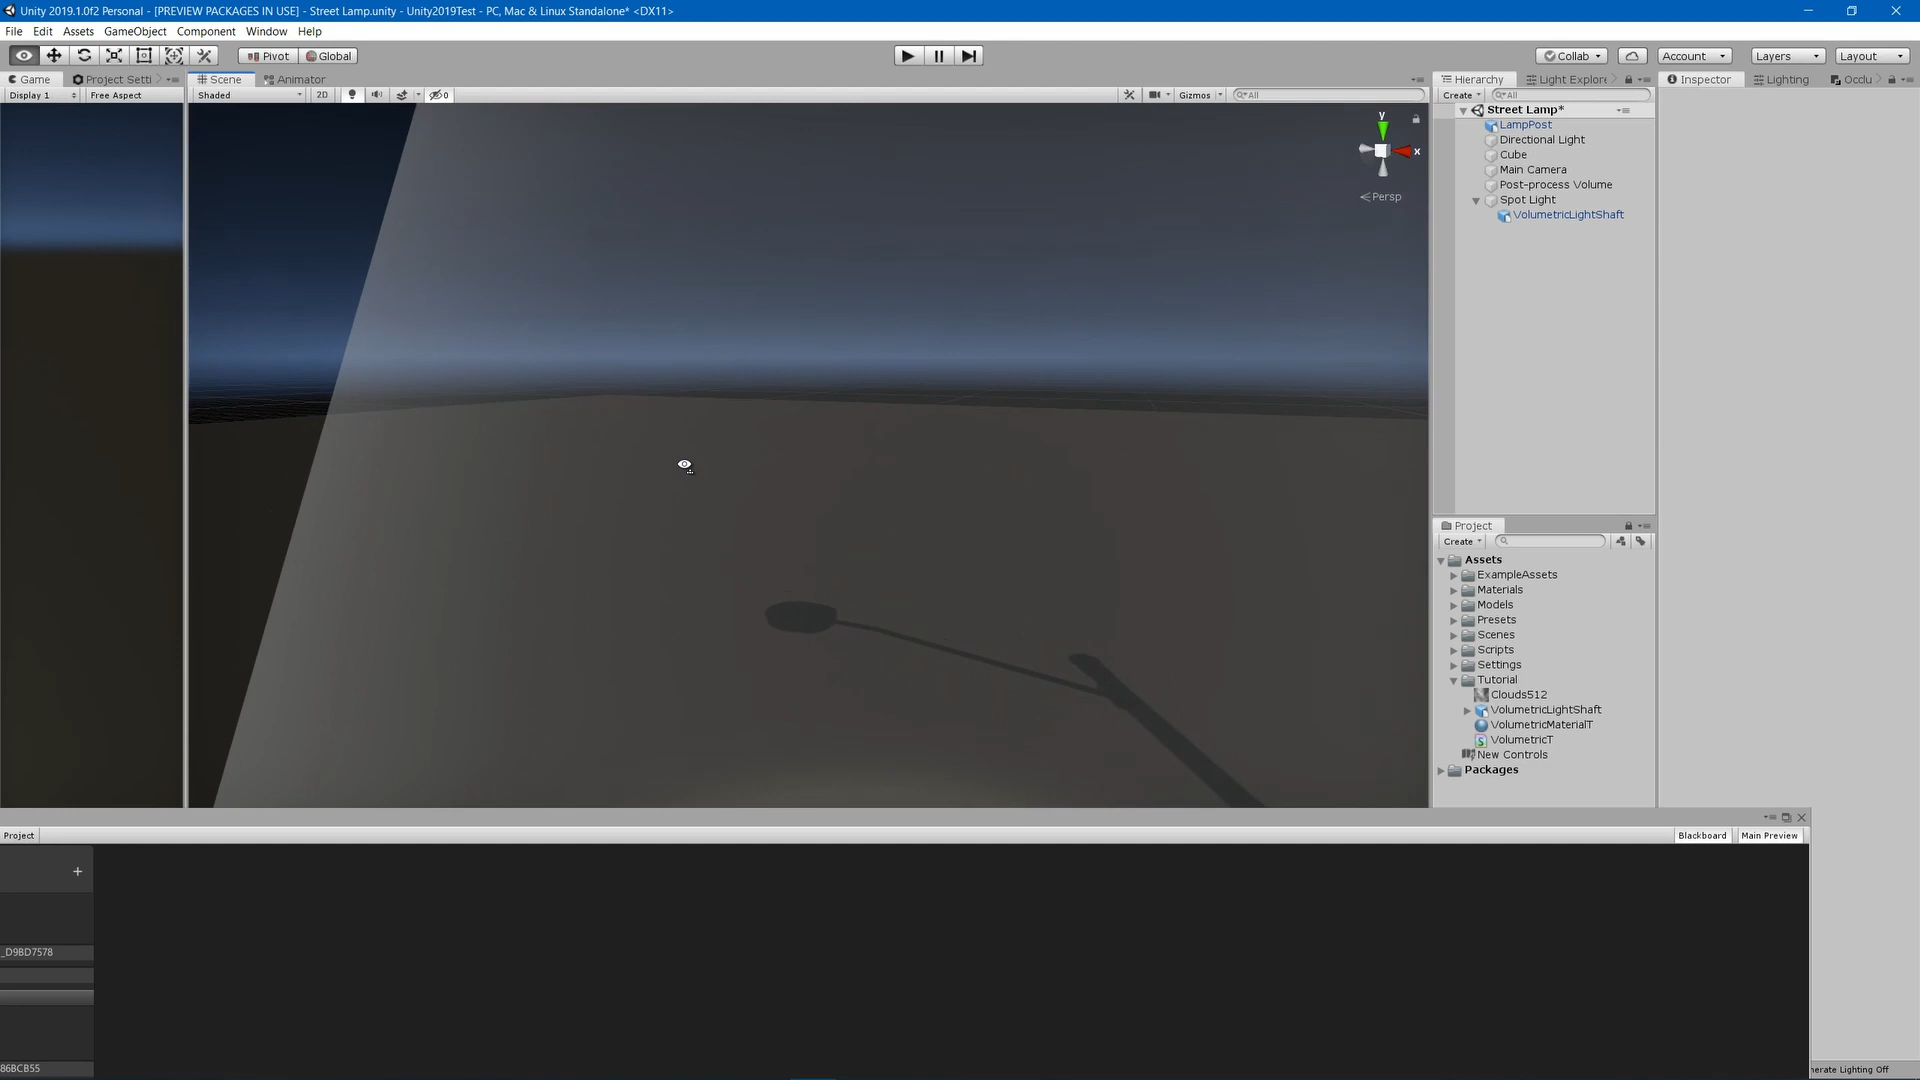 Unity 2019.1.0f2 Personal - [PREVIEW PACKAGES IN USE] - Street Lamp.unity - Unity2019Test - PC, Mac & Linux Standalone* <DX11>
File Edit Assets GameObject Component Window Help
Pivot Global Collab Account Layers Layout
Game Project Setti Scene Animator Hierarchy Light Explore Inspector Lighting Occlu
Display 1 Free Aspect Shaded 2D 0 Gizmos All Create All
Street Lamp*
LampPost
Directional Light
Cube
Main Camera
Post-process Volume
Spot Light
VolumetricLightShaft
y
x
Persp
Project
Create
Assets
ExampleAssets
Materials
Models
Presets
Scenes
Scripts
Settings
Tutorial
Clouds512
VolumetricLightShaft
VolumetricMaterialT
VolumetricT
New Controls
Packages
Project Blackboard Main Preview
+
_D9BD7578
86BCB55
nerate Lighting Off